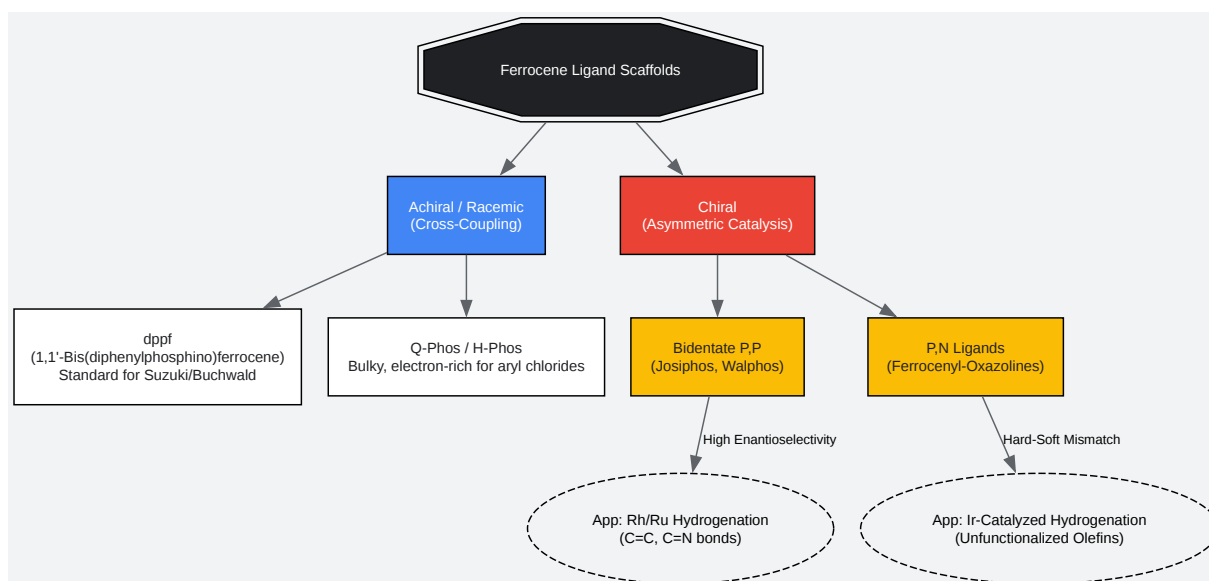 Ferrocene Ligand Scaffolds
Achiral / Racemic
(Cross-Coupling)
Chiral
(Asymmetric Catalysis)
dppf
(1,1'-Bis(diphenylphosphino)ferrocene)
Standard for Suzuki/Buchwald
Q-Phos / H-Phos
Bulky, electron-rich for aryl chlorides
Bidentate P,P
(Josiphos, Walphos)
P,N Ligands
(Ferrocenyl-Oxazolines)
High Enantioselectivity
Hard-Soft Mismatch
App: Rh/Ru Hydrogenation
(C=C, C=N bonds)
App: Ir-Catalyzed Hydrogenation
(Unfunctionalized Olefins)